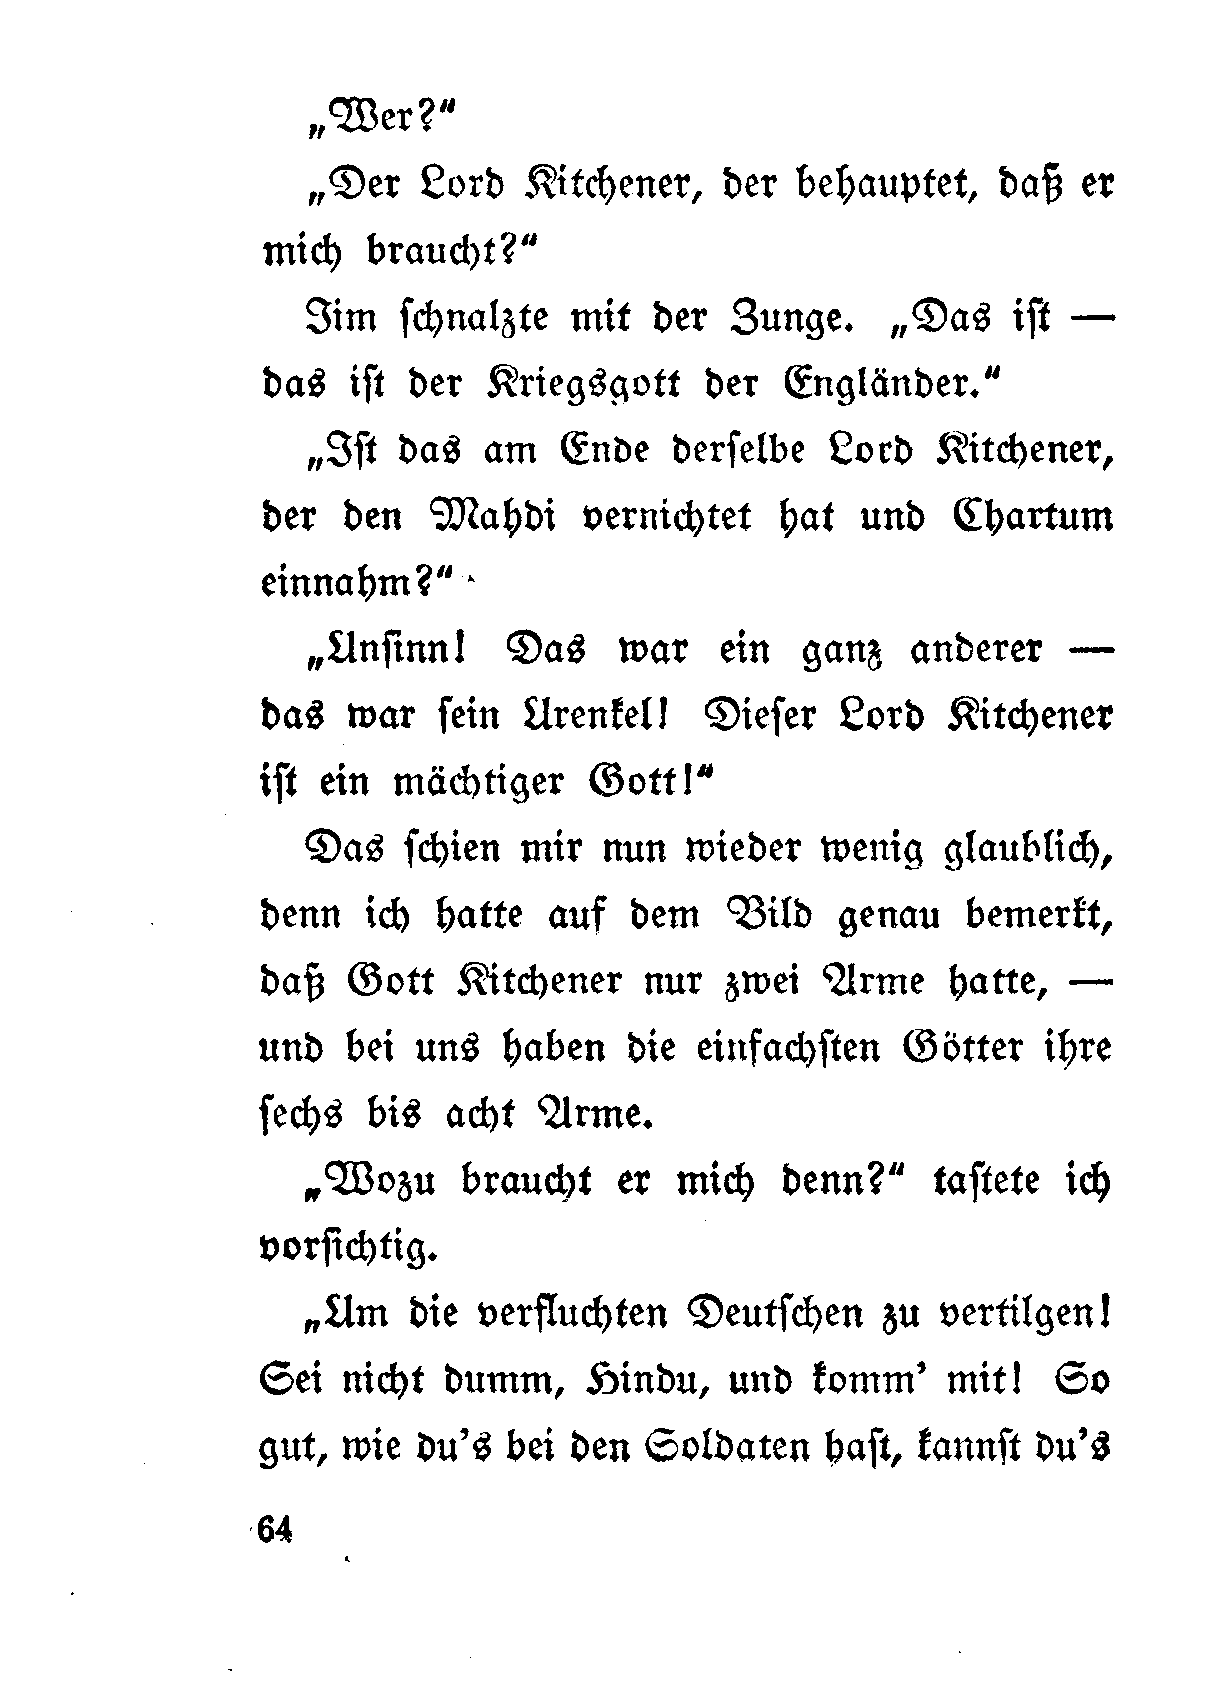 „Wer?“
„Der Lord Kitchener, der behauptet, daß er
mich braucht?“
Jim ſchnalzte mit der Zunge. „Das iſt —
das iſt der Kriegsgott der Engländer.“
„Iſt das am Ende derſelbe Lord Kitchener,
der den Mahdi vernichtet hat und Chartum
einnahm?“
„Unſinn! Das war ein ganz anderer —
das war ſein Urenkel! Dieſer Lord Kitchener
iſt ein mächtiger Gott!“
Das ſchien mir nun wieder wenig glaublich,
denn ich hatte auf dem Bild genau bemerkt,
daß Gott Kitchener nur zwei Arme hatte, —
und bei uns haben die einfachſten Götter ihre
ſechs bis acht Arme.
„Wozu braucht er mich denn?“ taſtete ich
vorſichtig.
„Um die verfluchten Deutſchen zu vertilgen!
Sei nicht dumm, Hindu, und komm’ mit! So
gut, wie du’s bei den Soldaten haſt, kannſt du’s
64